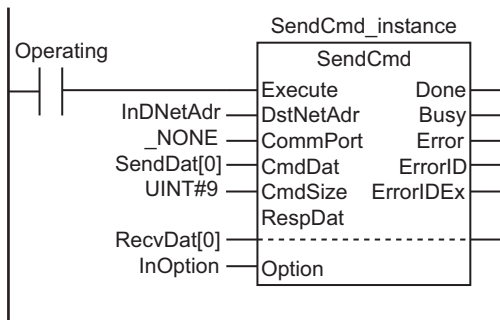 SendCmd_instance
Operating
SendCmd
Execute Done
InDNetAdr DstNetAdr Busy
_NONE CommPort Error
SendDat[0] CmdDat ErrorID
UINT#9 CmdSize ErrorIDEx
RespDat
RecvDat[0]
InOption Option